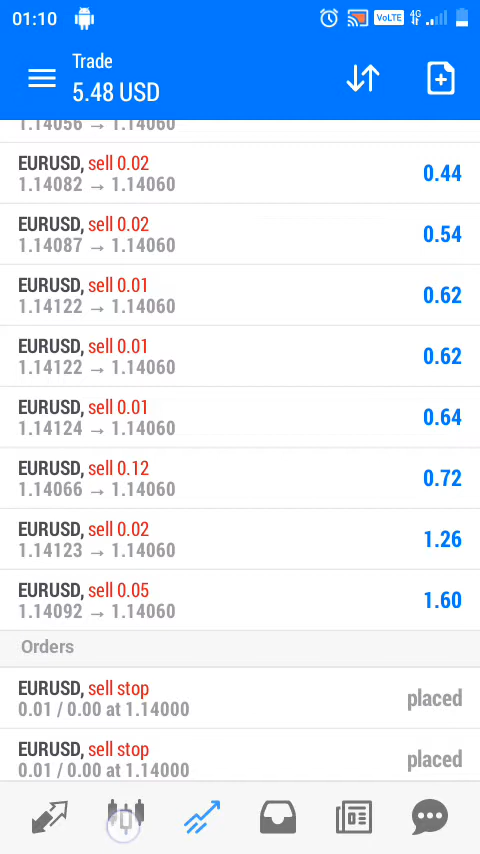 01:10
VoLTE
4G
Trade
5.48 USD
1.14056 → 1.14060
EURUSD, sell 0.02
1.14082 → 1.14060
0.44
EURUSD, sell 0.02
1.14087 → 1.14060
0.54
EURUSD, sell 0.01
1.14122 → 1.14060
0.62
EURUSD, sell 0.01
1.14122 → 1.14060
0.62
EURUSD, sell 0.01
1.14124 → 1.14060
0.64
EURUSD, sell 0.12
1.14066 → 1.14060
0.72
EURUSD, sell 0.02
1.14123 → 1.14060
1.26
EURUSD, sell 0.05
1.14092 → 1.14060
1.60
Orders
EURUSD, sell stop
0.01 / 0.00 at 1.14000
placed
EURUSD, sell stop
0.01 / 0.00 at 1.14000
placed